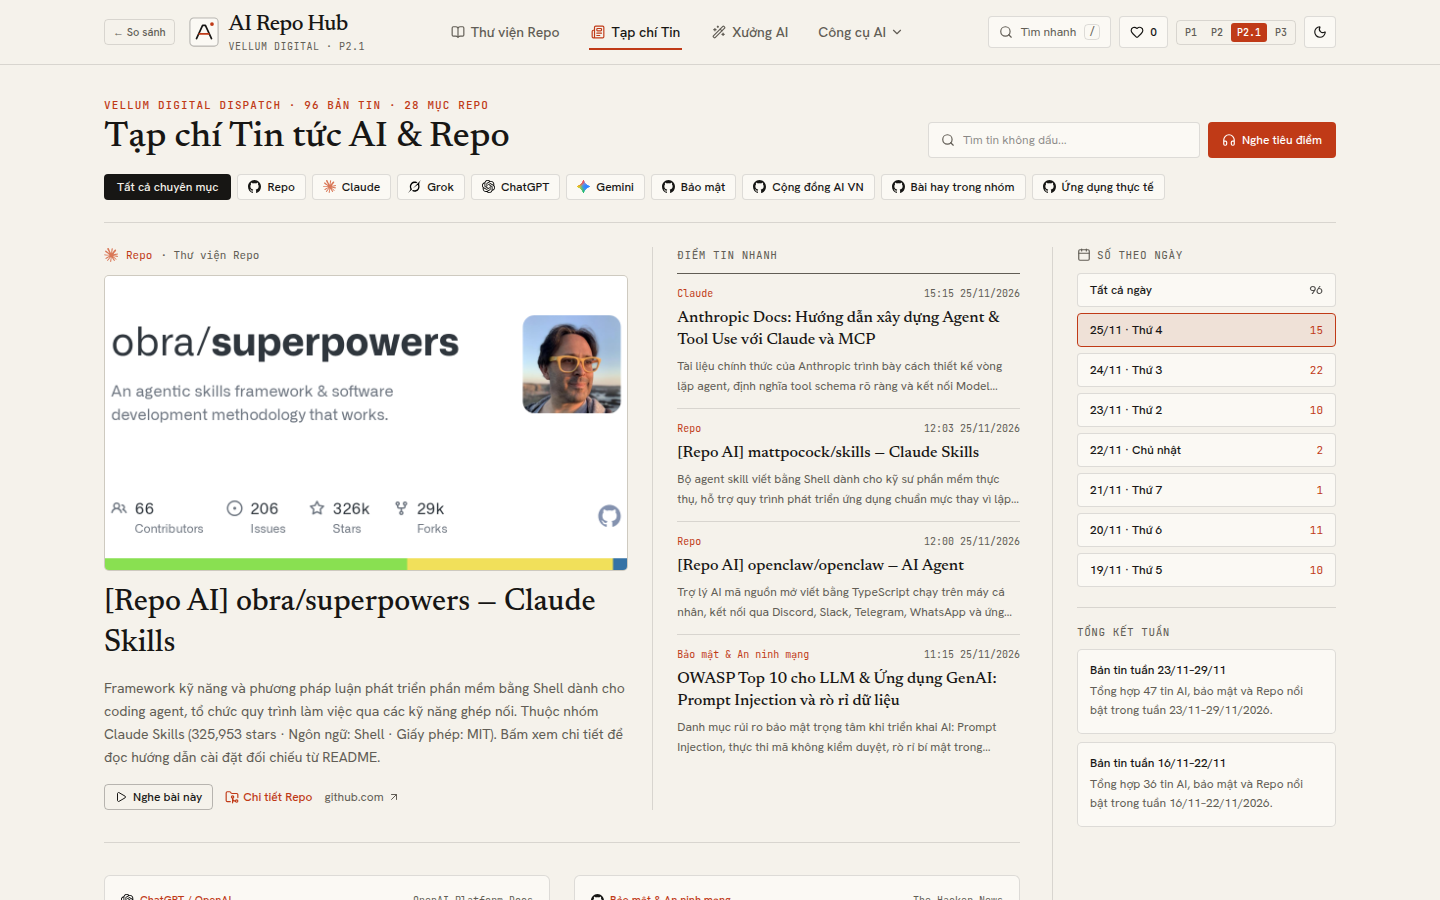 ← So sánh
AI Repo Hub
VELLUM DIGITAL · P2.1
Thư viện Repo
Tạp chí Tin
Xưởng AI
Công cụ AI
Tìm nhanh /
0
P1 P2 P2.1 P3
VELLUM DIGITAL DISPATCH · 96 BẢN TIN · 28 MỤC REPO
Tạp chí Tin tức AI & Repo
Tìm tin không dấu...
Nghe tiêu điểm
Tất cả chuyên mục
Repo
Claude
Grok
ChatGPT
Gemini
Bảo mật
Cộng đồng AI VN
Bài hay trong nhóm
Ứng dụng thực tế
Repo · Thư viện Repo
obra/superpowers
An agentic skills framework & software
development methodology that works.
66
Contributors
206
Issues
326k
Stars
29k
Forks
[Repo AI] obra/superpowers — Claude
Skills
Framework kỹ năng và phương pháp luận phát triển phần mềm bằng Shell dành cho
coding agent, tổ chức quy trình làm việc qua các kỹ năng ghép nối. Thuộc nhóm
Claude Skills (325,953 stars · Ngôn ngữ: Shell · Giấy phép: MIT). Bấm xem chi tiết để
đọc hướng dẫn cài đặt đối chiếu từ README.
Nghe bài này
Chi tiết Repo
github.com
ĐIỂM TIN NHANH
Claude 15:15 25/11/2026
Anthropic Docs: Hướng dẫn xây dựng Agent &
Tool Use với Claude và MCP
Tài liệu chính thức của Anthropic trình bày cách thiết kế vòng
lặp agent, định nghĩa tool schema rõ ràng và kết nối Model...
Repo 12:03 25/11/2026
[Repo AI] mattpocock/skills — Claude Skills
Bộ agent skill viết bằng Shell dành cho kỹ sư phần mềm thực
thụ, hỗ trợ quy trình phát triển ứng dụng chuẩn mực thay vì lập...
Repo 12:00 25/11/2026
[Repo AI] openclaw/openclaw — AI Agent
Trợ lý AI mã nguồn mở viết bằng TypeScript chạy trên máy cá
nhân, kết nối qua Discord, Slack, Telegram, WhatsApp và ứng...
Bảo mật & An ninh mạng 11:15 25/11/2026
OWASP Top 10 cho LLM & Ứng dụng GenAI:
Prompt Injection và rò rỉ dữ liệu
Danh mục rủi ro bảo mật trọng tâm khi triển khai AI: Prompt
Injection, thực thi mã không kiểm duyệt, rò rỉ bí mật trong...
SỐ THEO NGÀY
Tất cả ngày 96
25/11 · Thứ 4 15
24/11 · Thứ 3 22
23/11 · Thứ 2 10
22/11 · Chủ nhật 2
21/11 · Thứ 7 1
20/11 · Thứ 6 11
19/11 · Thứ 5 10
TỔNG KẾT TUẦN
Bản tin tuần 23/11–29/11
Tổng hợp 47 tin AI, bảo mật và Repo nổi
bật trong tuần 23/11–29/11/2026.
Bản tin tuần 16/11–22/11
Tổng hợp 36 tin AI, bảo mật và Repo nổi
bật trong tuần 16/11–22/11/2026.
ChatGPT / OpenAI OpenAI Platform Docs
Bảo mật & An ninh mạng The Hacker News